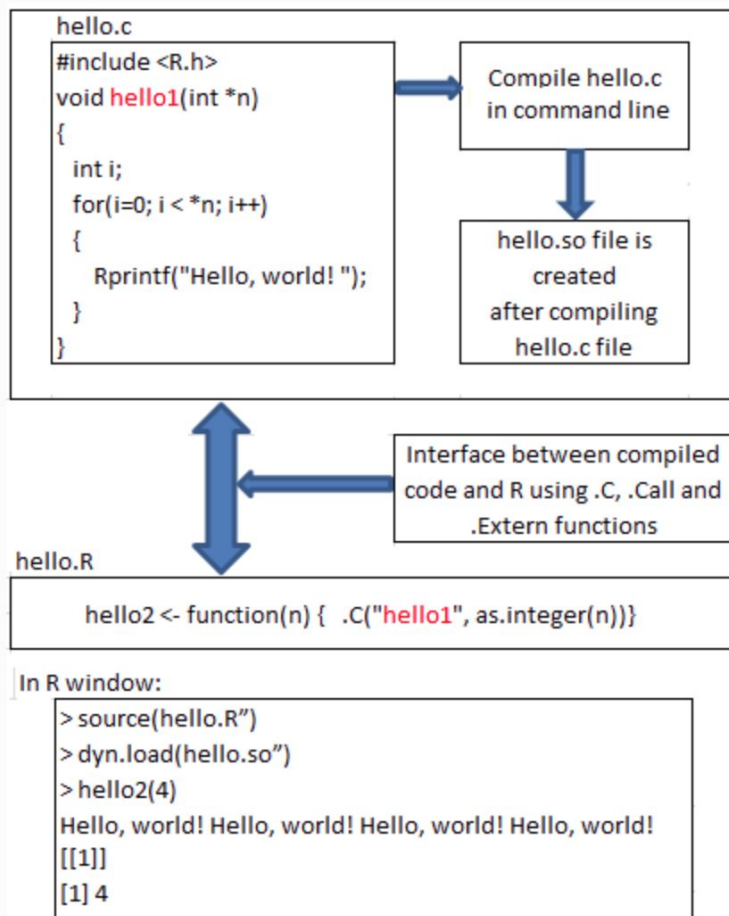 hello.c
#include <R.h>
void hello1(int *n)
{
int i;
for(i=0; i < *n; i++)
{
Rprintf("Hello, world! ");
}
}
Compile hello.c
in command line
hello.so file is
created
after compiling
hello.c file
Interface between compiled
code and R using .C, .Call and
.Extern functions
hello.R
hello2 <- function(n) { .C("hello1", as.integer(n))}
In R window:
> source(hello.R”)
> dyn.load(hello.so”)
> hello2(4)
Hello, world! Hello, world! Hello, world! Hello, world!
[[1]]
[1] 4